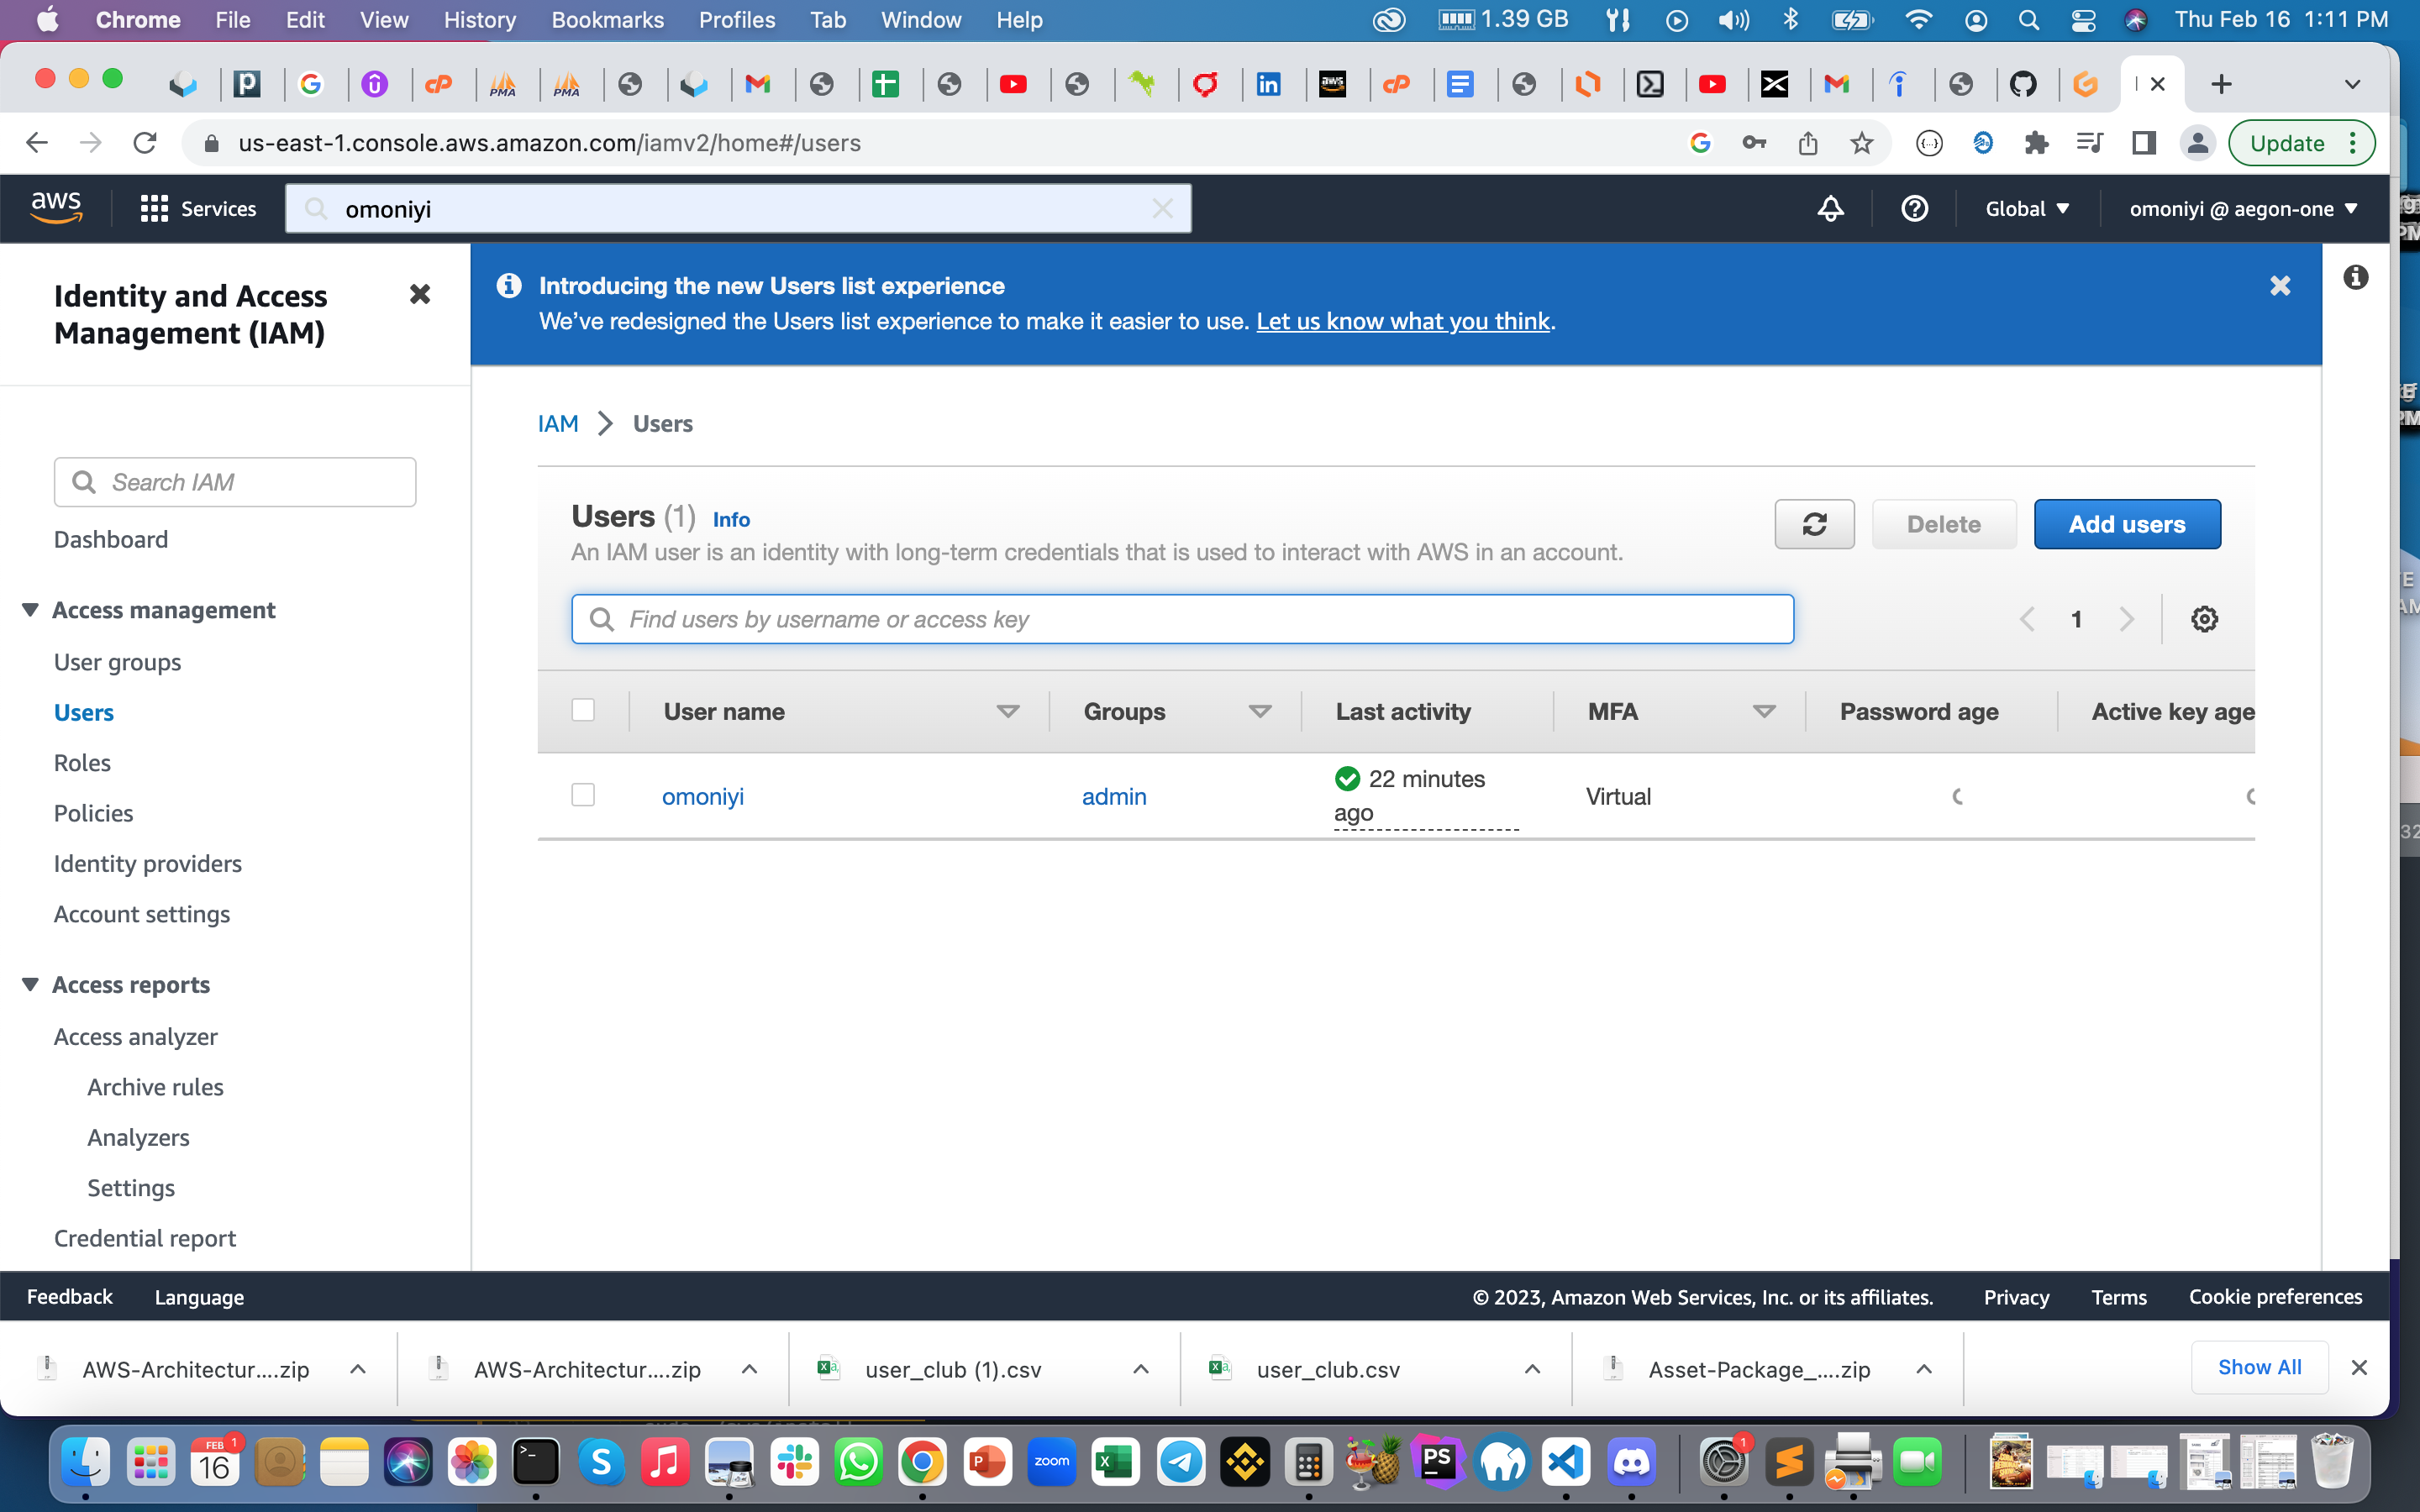 Chrome File Edit View History Bookmarks Profiles Tab Window Help 1.39 GB Thu Feb 16 1:11 PM
us-east-1.console.aws.amazon.com/iamv2/home#/users Update
aws Services omoniyi Global omoniyi @ aegon-one
Identity and Access
Management (IAM)
Search IAM
Dashboard
Access management
User groups
Users
Roles
Policies
Identity providers
Account settings
Access reports
Access analyzer
Archive rules
Analyzers
Settings
Credential report
Introducing the new Users list experience
We’ve redesigned the Users list experience to make it easier to use. Let us know what you think.
IAM Users
Users (1) Info
An IAM user is an identity with long-term credentials that is used to interact with AWS in an account.
Delete Add users
Find users by username or access key
1
User name Groups Last activity MFA Password age Active key age
omoniyi admin 22 minutes ago Virtual
Feedback Language © 2023, Amazon Web Services, Inc. or its affiliates. Privacy Terms Cookie preferences
AWS-Architectur....zip AWS-Architectur....zip user_club (1).csv user_club.csv Asset-Package_....zip Show All
FEB 16 1 zoom PS 1